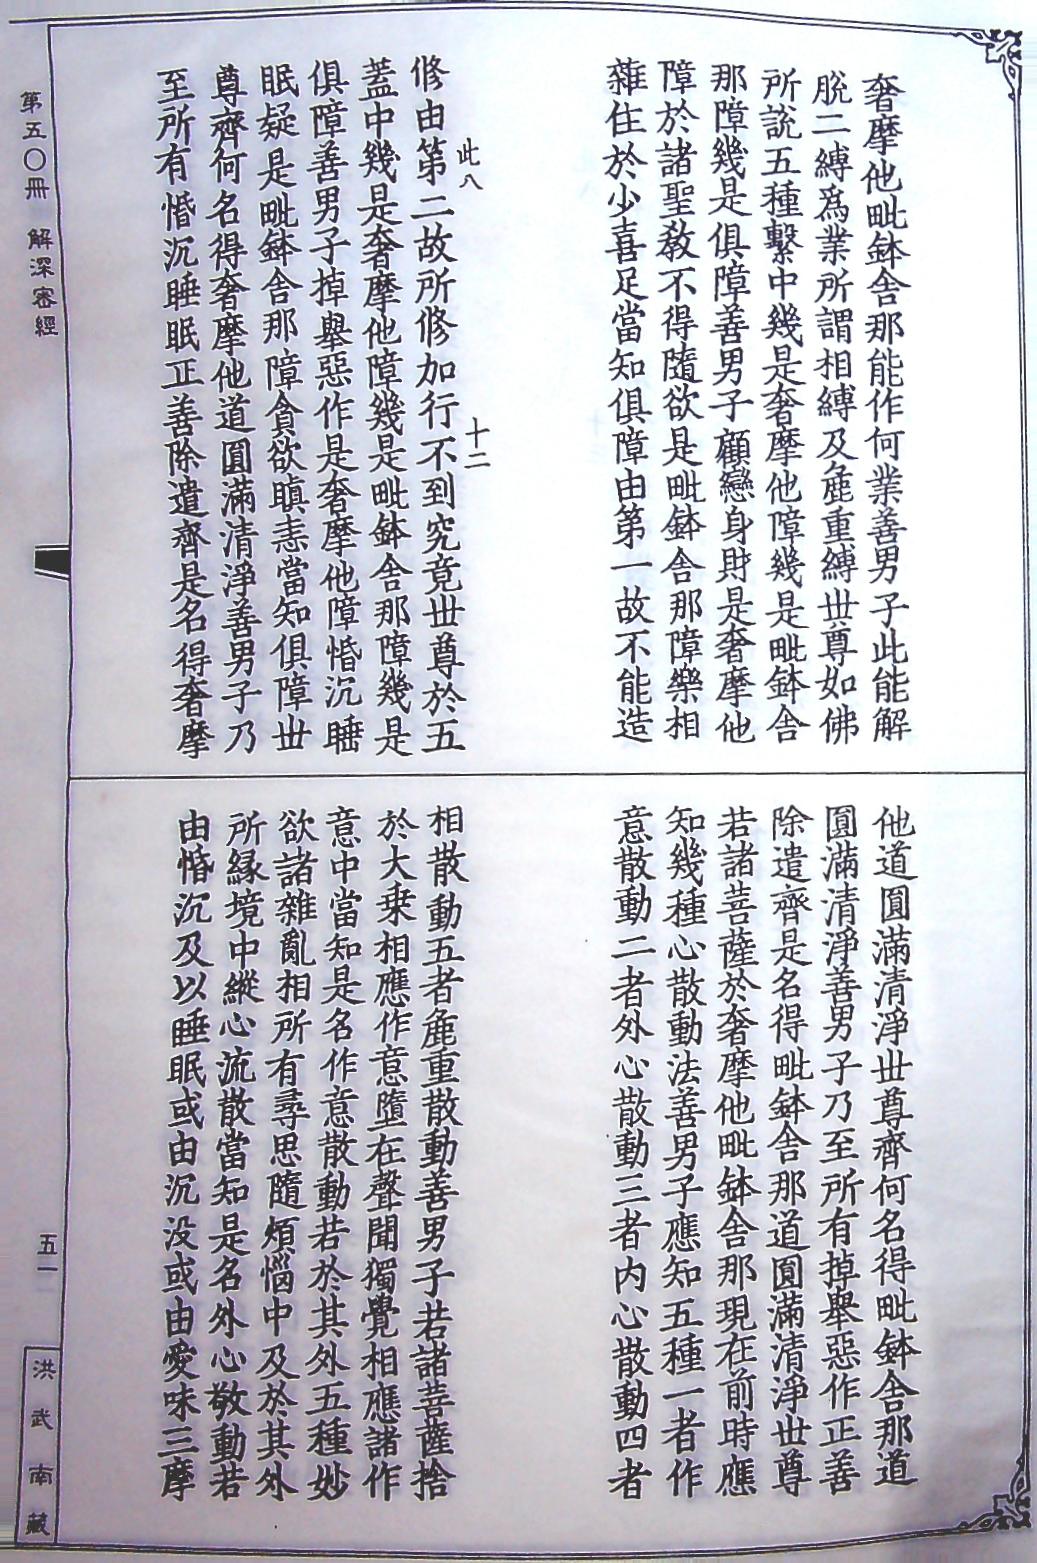 奢摩他毗鉢舍那能作何業善男子此能解
脫二縛爲業所謂相縛及麁重縛世尊如佛
所說五種繫中幾是奢摩他障幾是毗鉢舍
那障幾是俱障善男子顧戀身財是奢摩他
障於諸聖敎不得隨欲是毗鉢舍那障樂相
雜住於少喜足當知俱障由第一故不能造
此八
十二
修由第二故所修加行不到究竟世尊於五
蓋中幾是奢摩他障幾是毗鉢舍那障幾是
俱障善男子掉舉惡作是奢摩他障惛沉睡
眠疑是毗鉢舍那障貪欲瞋恚當知俱障世
尊齊何名得奢摩他道圓滿清淨善男子乃
至所有惛沉睡眠正善除遣齊是名得奢摩
他道圓滿清淨世尊齊何名得毗鉢舍那道
圓滿清淨善男子乃至所有掉舉惡作正善
除遣齊是名得毗鉢舍那道圓滿清淨世尊
若諸菩薩於奢摩他毗鉢舍那現在前時應
知幾種心散動法善男子應知五種一者作
意散動二者外心散動三者内心散動四者
相散動五者麁重散動善男子若諸菩薩捨
於大乗相應作意墮在聲聞獨覺相應諸作
意中當知是名作意散動若於其外五種妙
欲諸雜亂相所有尋思隨煩惱中及於其外
所緣境中縱心流散當知是名外心散動若
由惛沉及以睡眠或由沉没或由愛味三摩
第五〇冊 解深審經
五一
洪武南藏